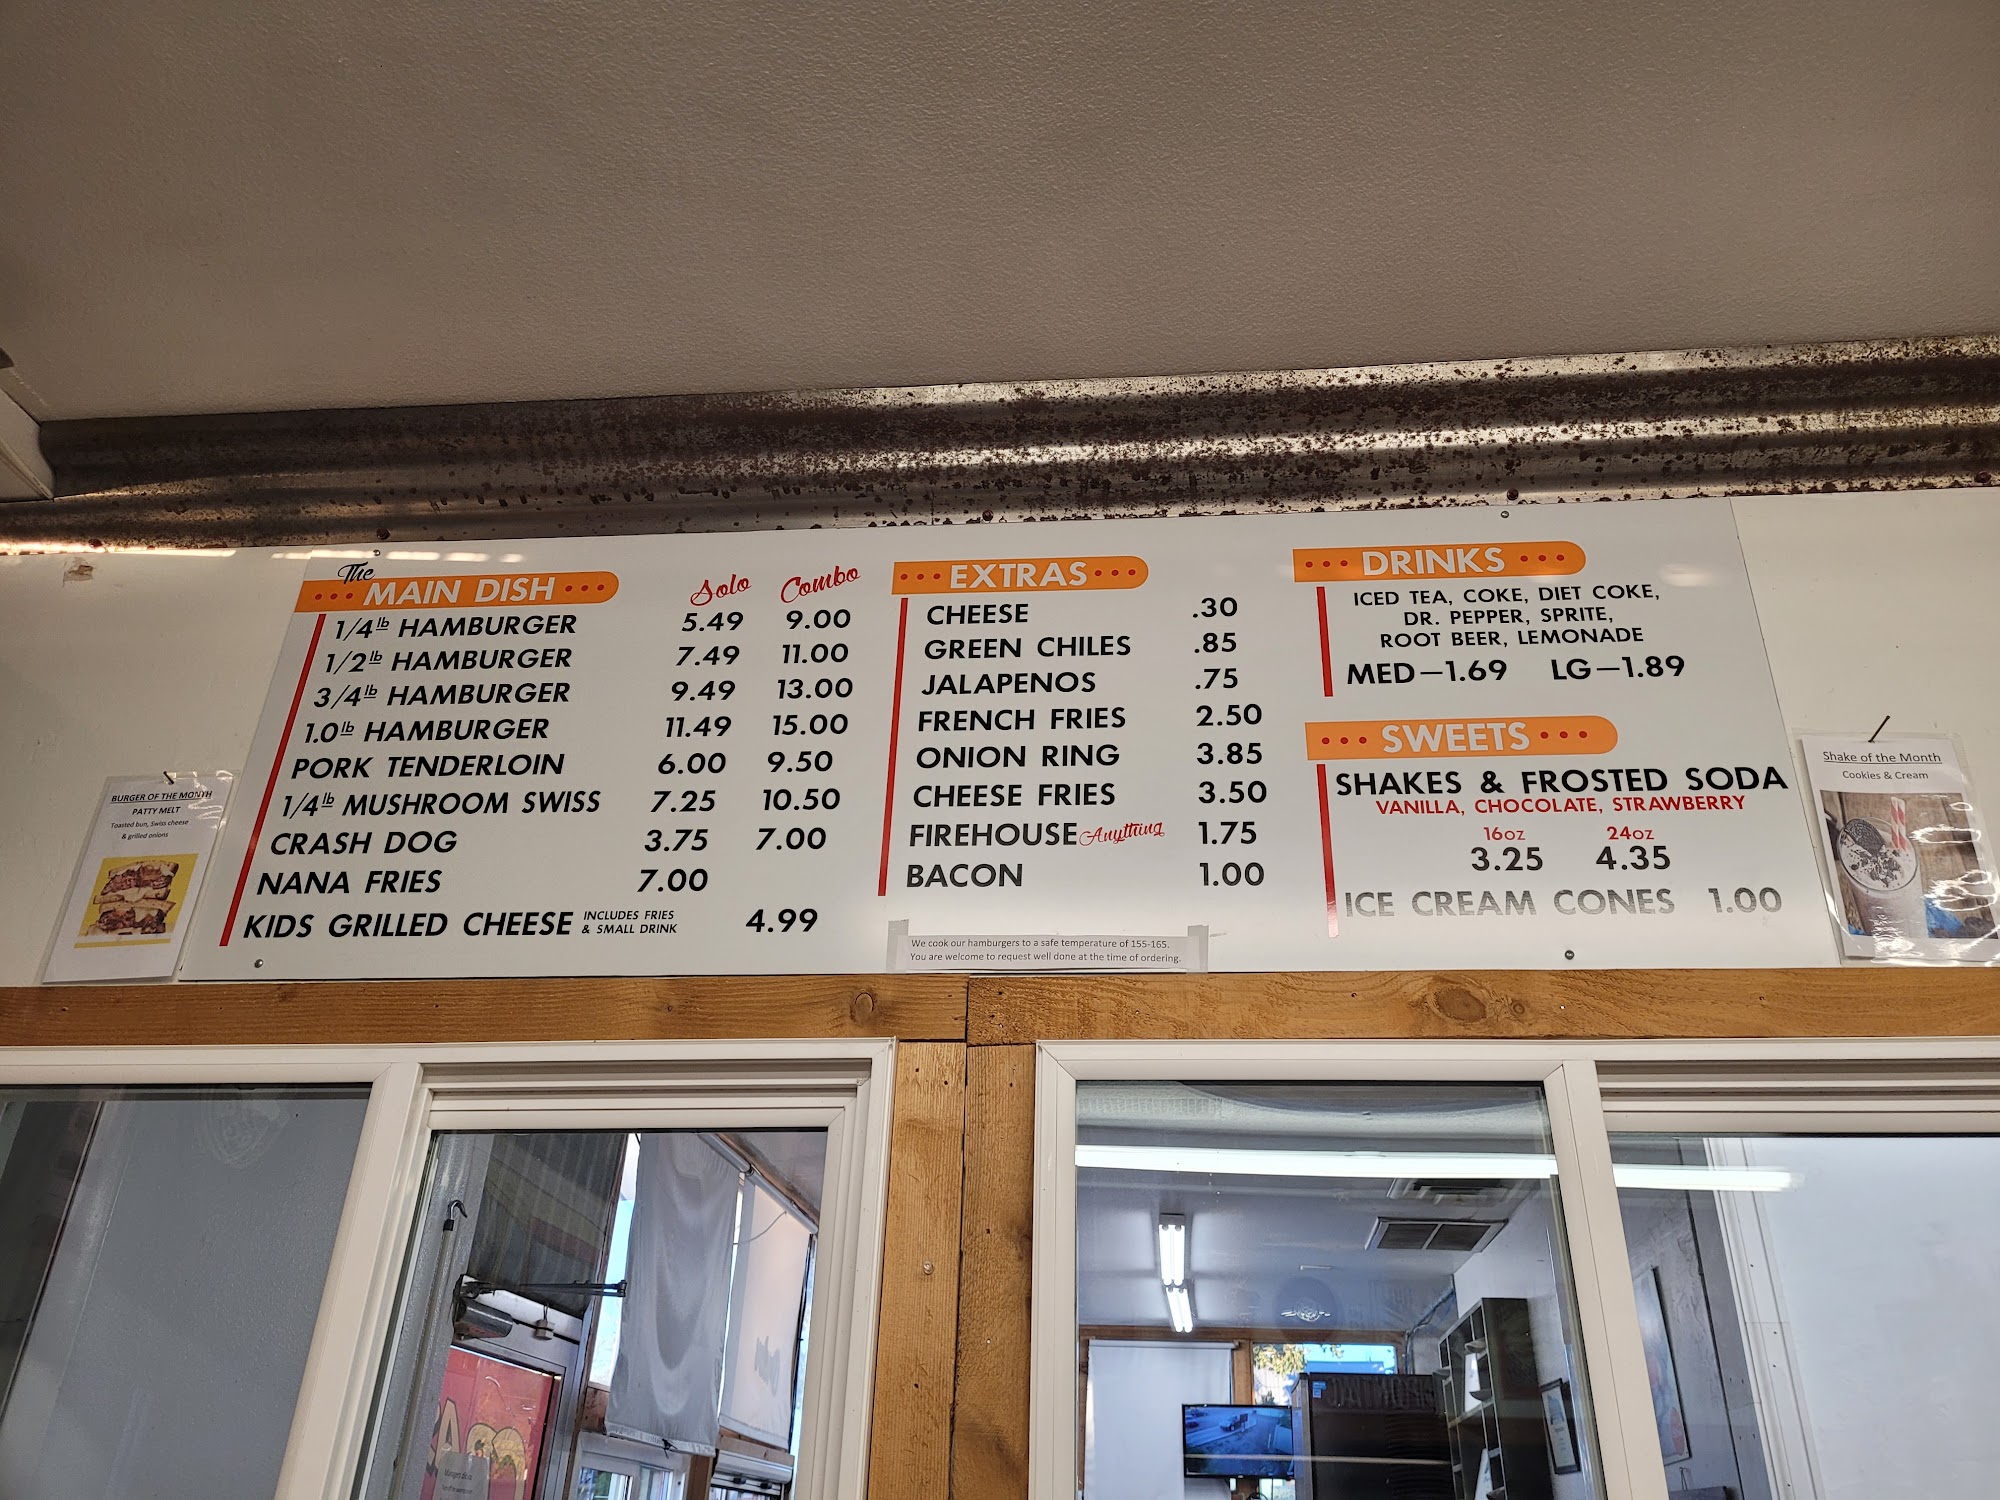 The
MAIN DISH
Solo Combo
1/4lb HAMBURGER 5.49 9.00
1/2lb HAMBURGER 7.49 11.00
3/4lb HAMBURGER 9.49 13.00
1.0lb HAMBURGER 11.49 15.00
PORK TENDERLOIN 6.00 9.50
1/4lb MUSHROOM SWISS 7.25 10.50
CRASH DOG 3.75 7.00
NANA FRIES 7.00
KIDS GRILLED CHEESE INCLUDES FRIES & SMALL DRINK 4.99
EXTRAS
CHEESE .30
GREEN CHILES .85
JALAPENOS .75
FRENCH FRIES 2.50
ONION RING 3.85
CHEESE FRIES 3.50
FIREHOUSE Anything 1.75
BACON 1.00
We cook our hamburgers to a safe temperature of 155-165.
You are welcome to request well done at the time of ordering.
DRINKS
ICED TEA, COKE, DIET COKE,
DR. PEPPER, SPRITE,
ROOT BEER, LEMONADE
MED—1.69 LG—1.89
SWEETS
SHAKES & FROSTED SODA
VANILLA, CHOCOLATE, STRAWBERRY
16oz 24oz
3.25 4.35
ICE CREAM CONES 1.00
BURGER OF THE MONTH
PATTY MELT
Toasted bun, Swiss cheese
& grilled onions
Shake of the Month
Cookies & Cream